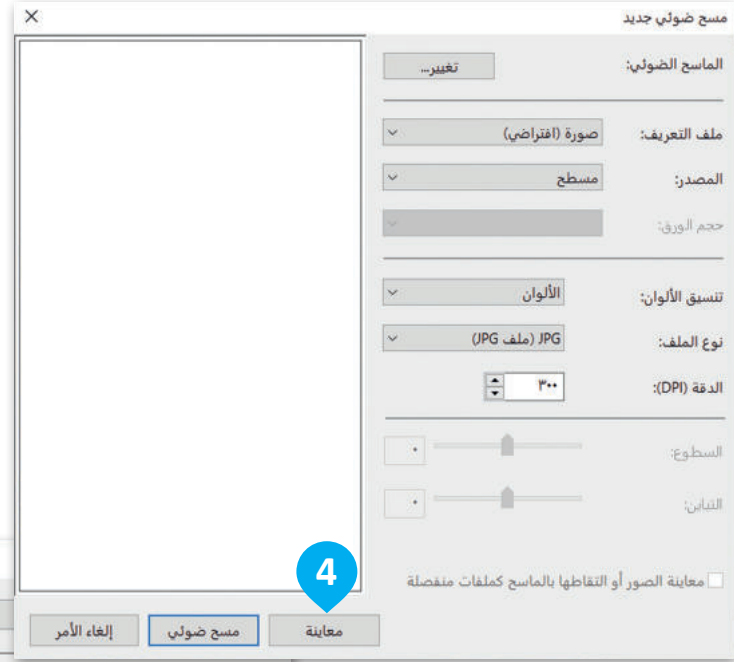 مسح ضوئي جديد
الماسح الضوئي: تغيير...
ملف التعريف: صورة (افتراضي)
المصدر: مسطح
حجم الورق:
تنسيق الألوان: الألوان
نوع الملف: JPG (ملف JPG)
الدقة (DPI): ٣٠٠
السطوع: ٠
التباين: ٠
معاينة الصور أو التقاطها بالماسح كملفات منفصلة
4
معاينة مسح ضوئي إلغاء الأمر